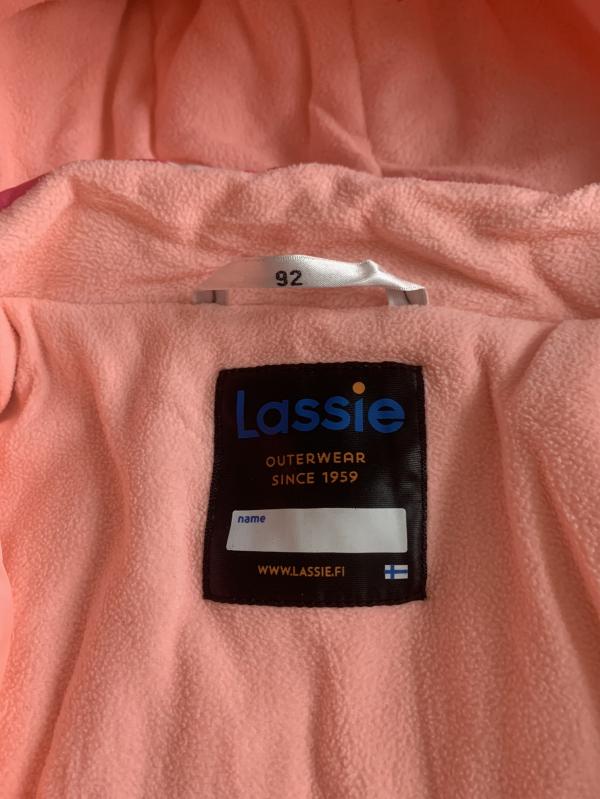 92
Lassie
OUTERWEAR
SINCE 1959
name
WWW.LASSIE.FI